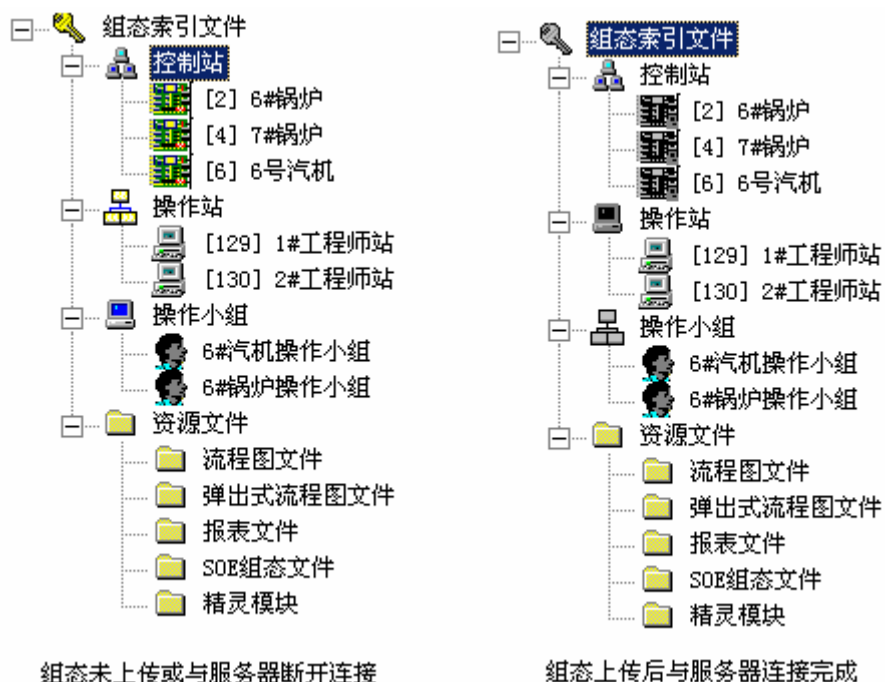 组态索引文件
控制站
[2] 6#锅炉
[4] 7#锅炉
[6] 6号汽机
操作站
[129] 1#工程师站
[130] 2#工程师站
操作小组
6#汽机操作小组
6#锅炉操作小组
资源文件
流程图文件
弹出式流程图文件
报表文件
SOE组态文件
精灵模块
组态未上传或与服务器断开连接
组态索引文件
控制站
[2] 6#锅炉
[4] 7#锅炉
[6] 6号汽机
操作站
[129] 1#工程师站
[130] 2#工程师站
操作小组
6#汽机操作小组
6#锅炉操作小组
资源文件
流程图文件
弹出式流程图文件
报表文件
SOE组态文件
精灵模块
组态上传后与服务器连接完成